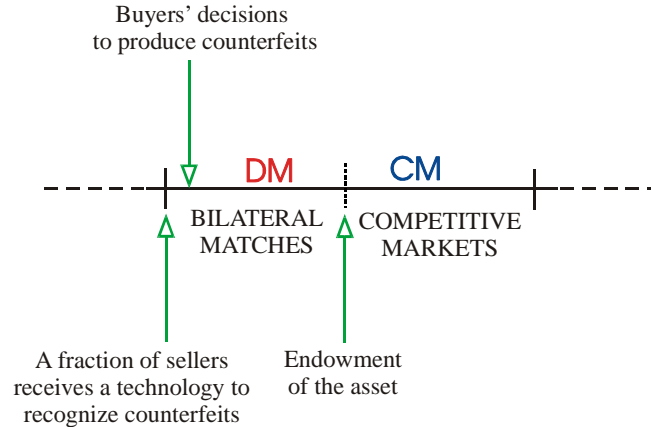 Buyers' decisions
to produce counterfeits
DM
CM
BILATERAL
MATCHES
COMPETITIVE
MARKETS
A fraction of sellers
receives a technology to
recognize counterfeits
Endowment
of the asset